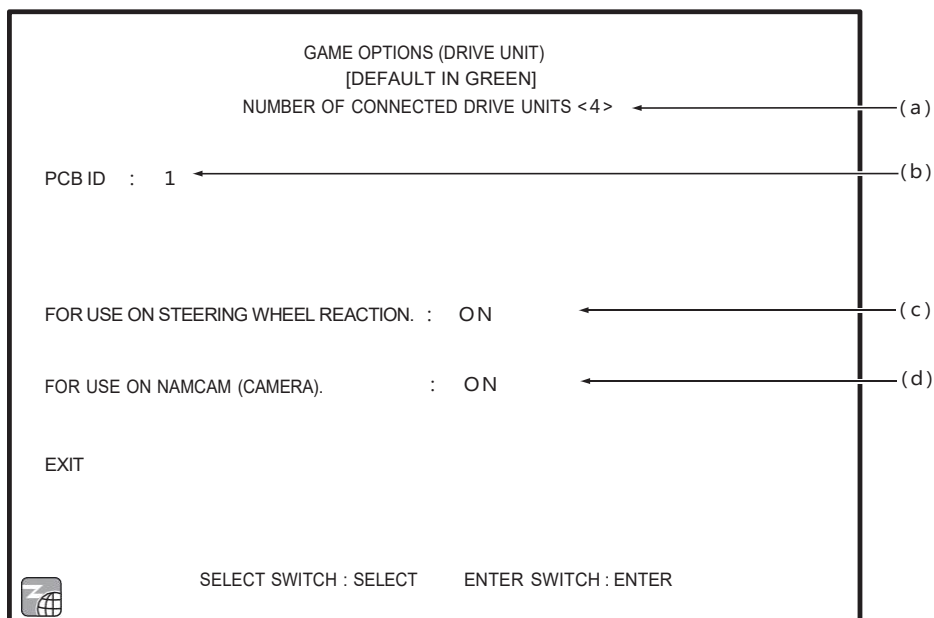 GAME OPTIONS (DRIVE UNIT)
[DEFAULT IN GREEN]
NUMBER OF CONNECTED DRIVE UNITS <4>
(a)
PCB ID : 1
(b)
FOR USE ON STEERING WHEEL REACTION. : ON
(c)
FOR USE ON NAMCAM (CAMERA). : ON
(d)
EXIT
SELECT SWITCH : SELECT ENTER SWITCH : ENTER